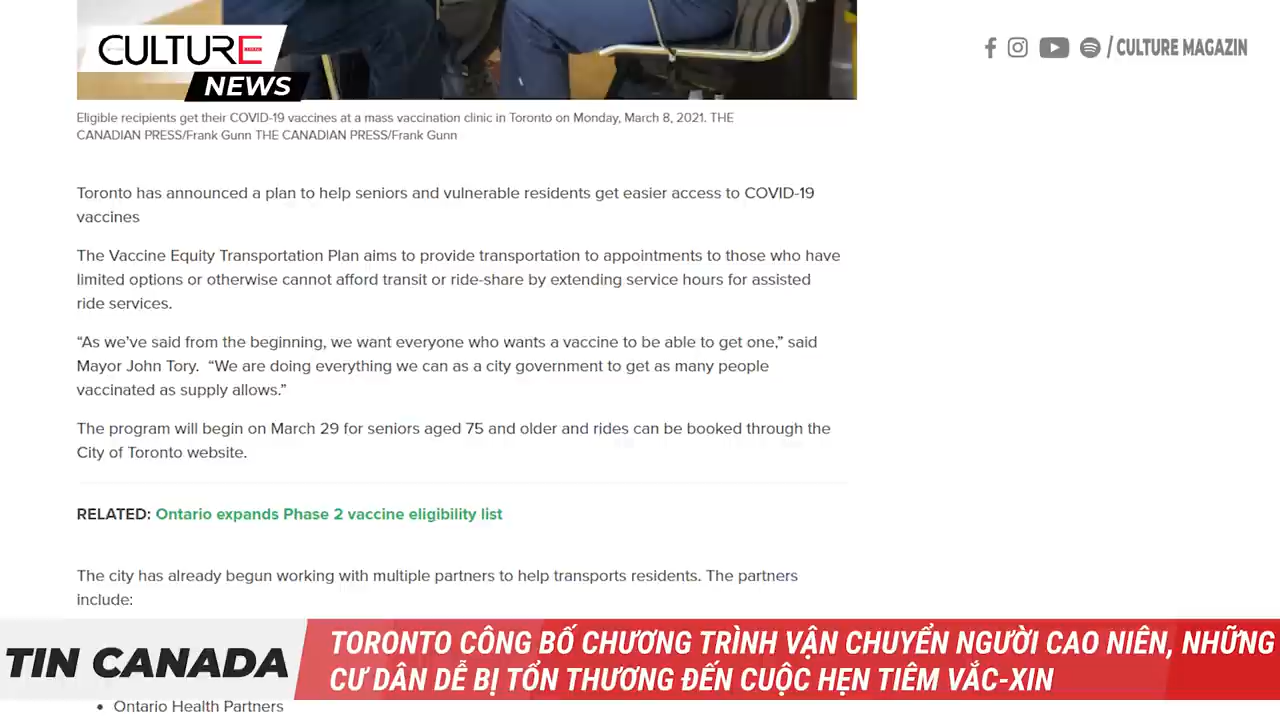 CULTURE
NEWS
/ CULTURE MAGAZIN
Eligible recipients get their COVID-19 vaccines at a mass vaccination clinic in Toronto on Monday, March 8, 2021. THE
CANADIAN PRESS/Frank Gunn THE CANADIAN PRESS/Frank Gunn
Toronto has announced a plan to help seniors and vulnerable residents get easier access to COVID-19
vaccines
The Vaccine Equity Transportation Plan aims to provide transportation to appointments to those who have
limited options or otherwise cannot afford transit or ride-share by extending service hours for assisted
ride services.
“As we’ve said from the beginning, we want everyone who wants a vaccine to be able to get one,” said
Mayor John Tory.  “We are doing everything we can as a city government to get as many people
vaccinated as supply allows.”
The program will begin on March 29 for seniors aged 75 and older and rides can be booked through the
City of Toronto website.
RELATED: Ontario expands Phase 2 vaccine eligibility list
The city has already begun working with multiple partners to help transports residents. The partners
include:
TIN CANADA
TORONTO CÔNG BỐ CHƯƠNG TRÌNH VẬN CHUYỂN NGƯỜI CAO NIÊN, NHỮNG
CƯ DÂN DỄ BỊ TỔN THƯƠNG ĐẾN CUỘC HẸN TIÊM VẮC-XIN
• Ontario Health Partners